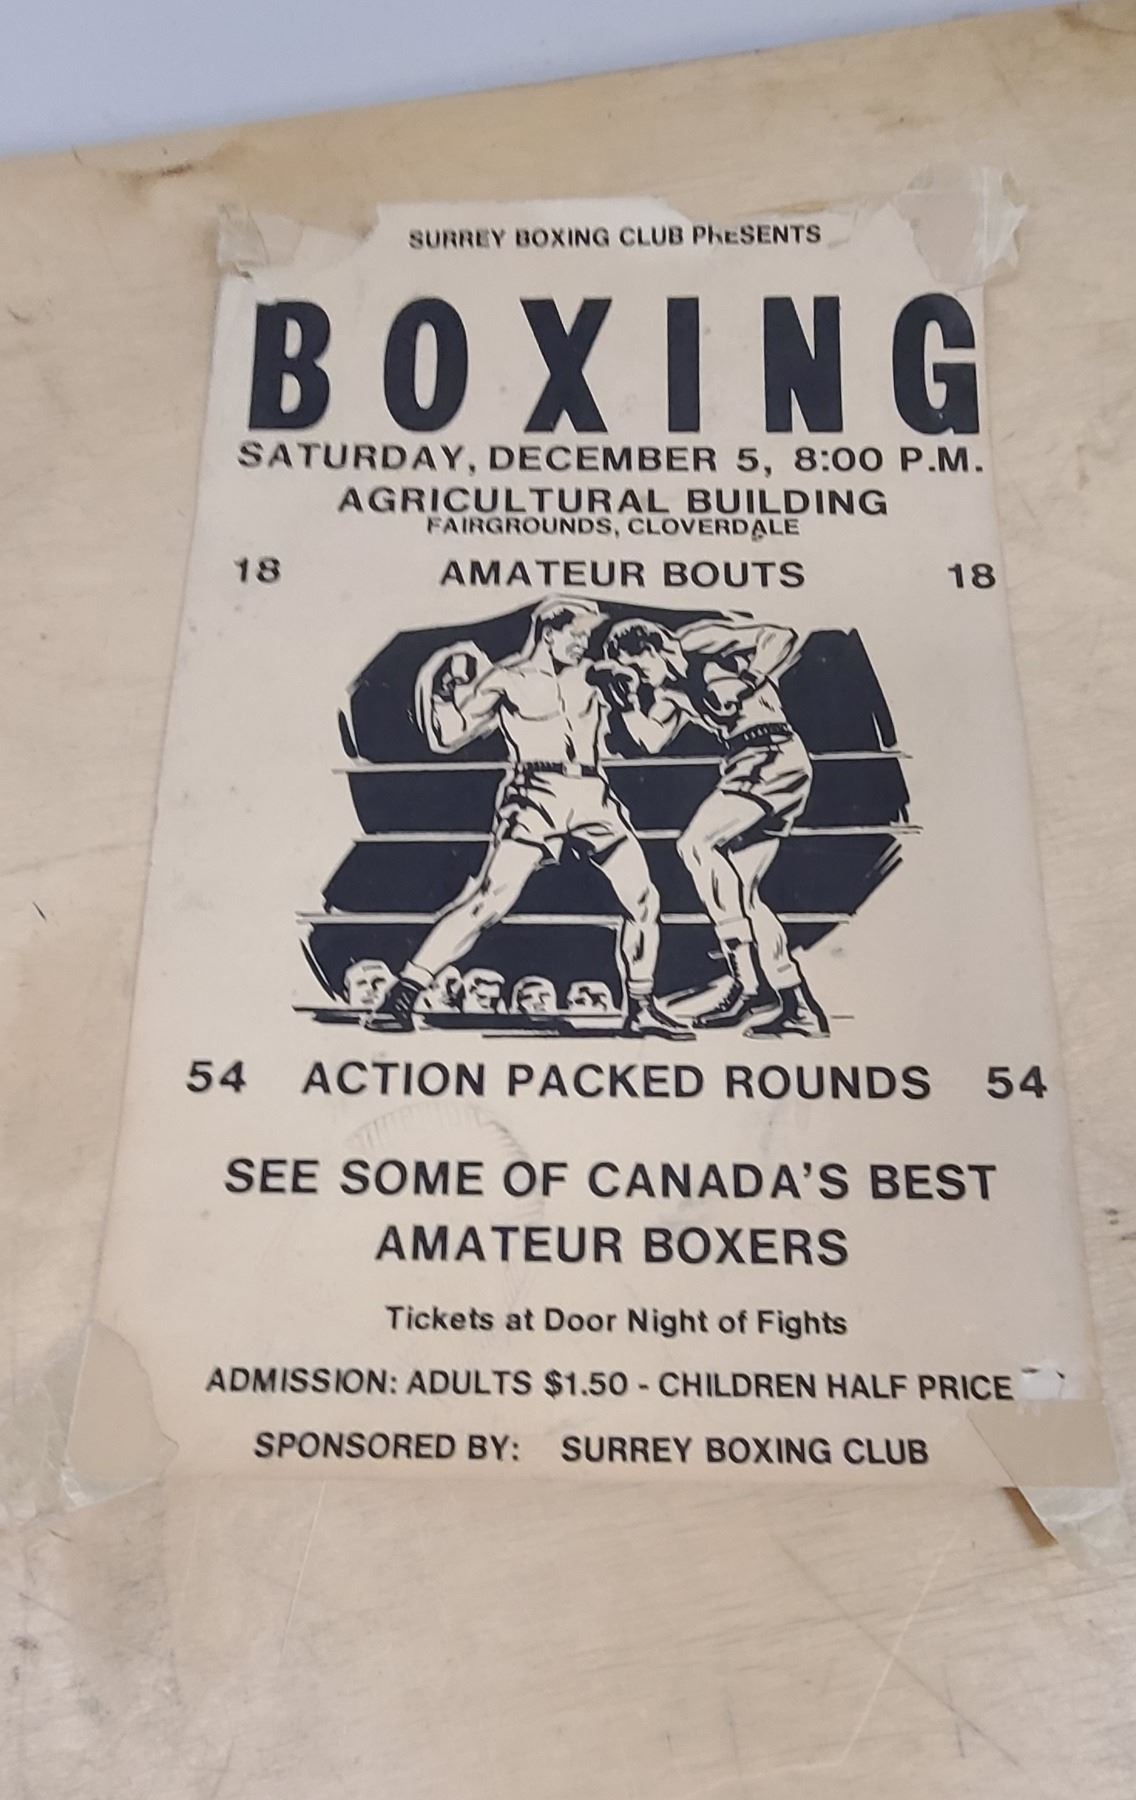 SURREY BOXING CLUB PRESENTS
BOXING
SATURDAY, DECEMBER 5, 8:00 P.M.
AGRICULTURAL BUILDING
FAIRGROUNDS, CLOVERDALE
18 AMATEUR BOUTS 18
54 ACTION PACKED ROUNDS 54
SEE SOME OF CANADA'S BEST
AMATEUR BOXERS
Tickets at Door Night of Fights
ADMISSION: ADULTS $1.50 - CHILDREN HALF PRICE
SPONSORED BY: SURREY BOXING CLUB